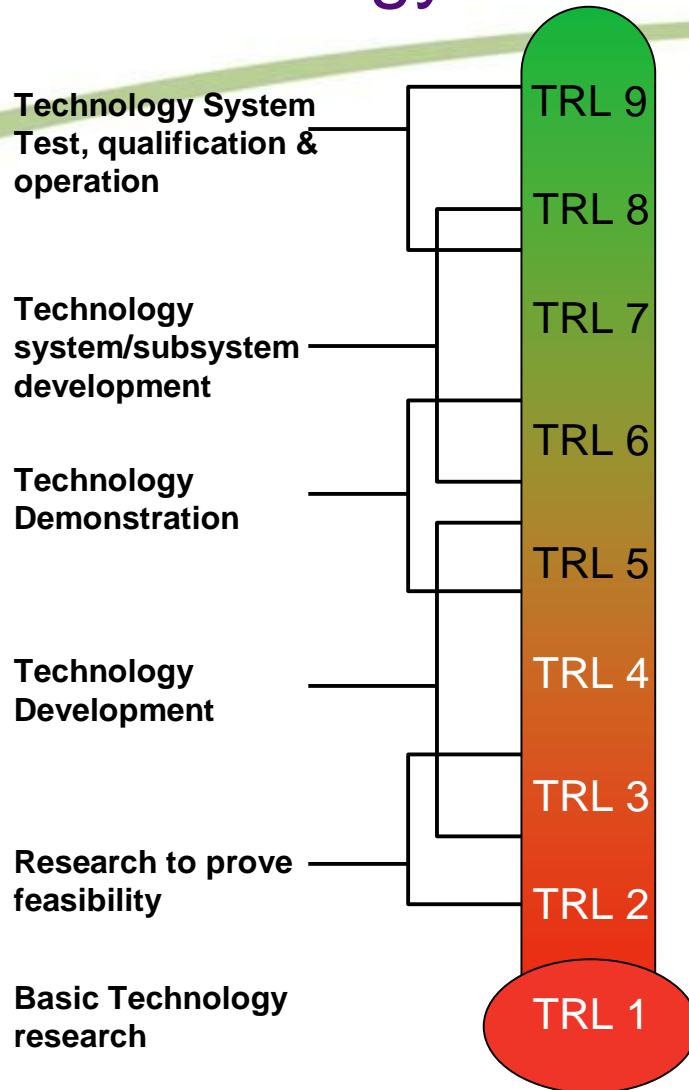 Technology System
Test, qualification &
operation
Technology
system/subsystem
development
Technology
Demonstration
Technology
Development
Research to prove
feasibility
Basic Technology
research
TRL 9
TRL 8
TRL 7
TRL 6
TRL 5
TRL 4
TRL 3
TRL 2
TRL 1